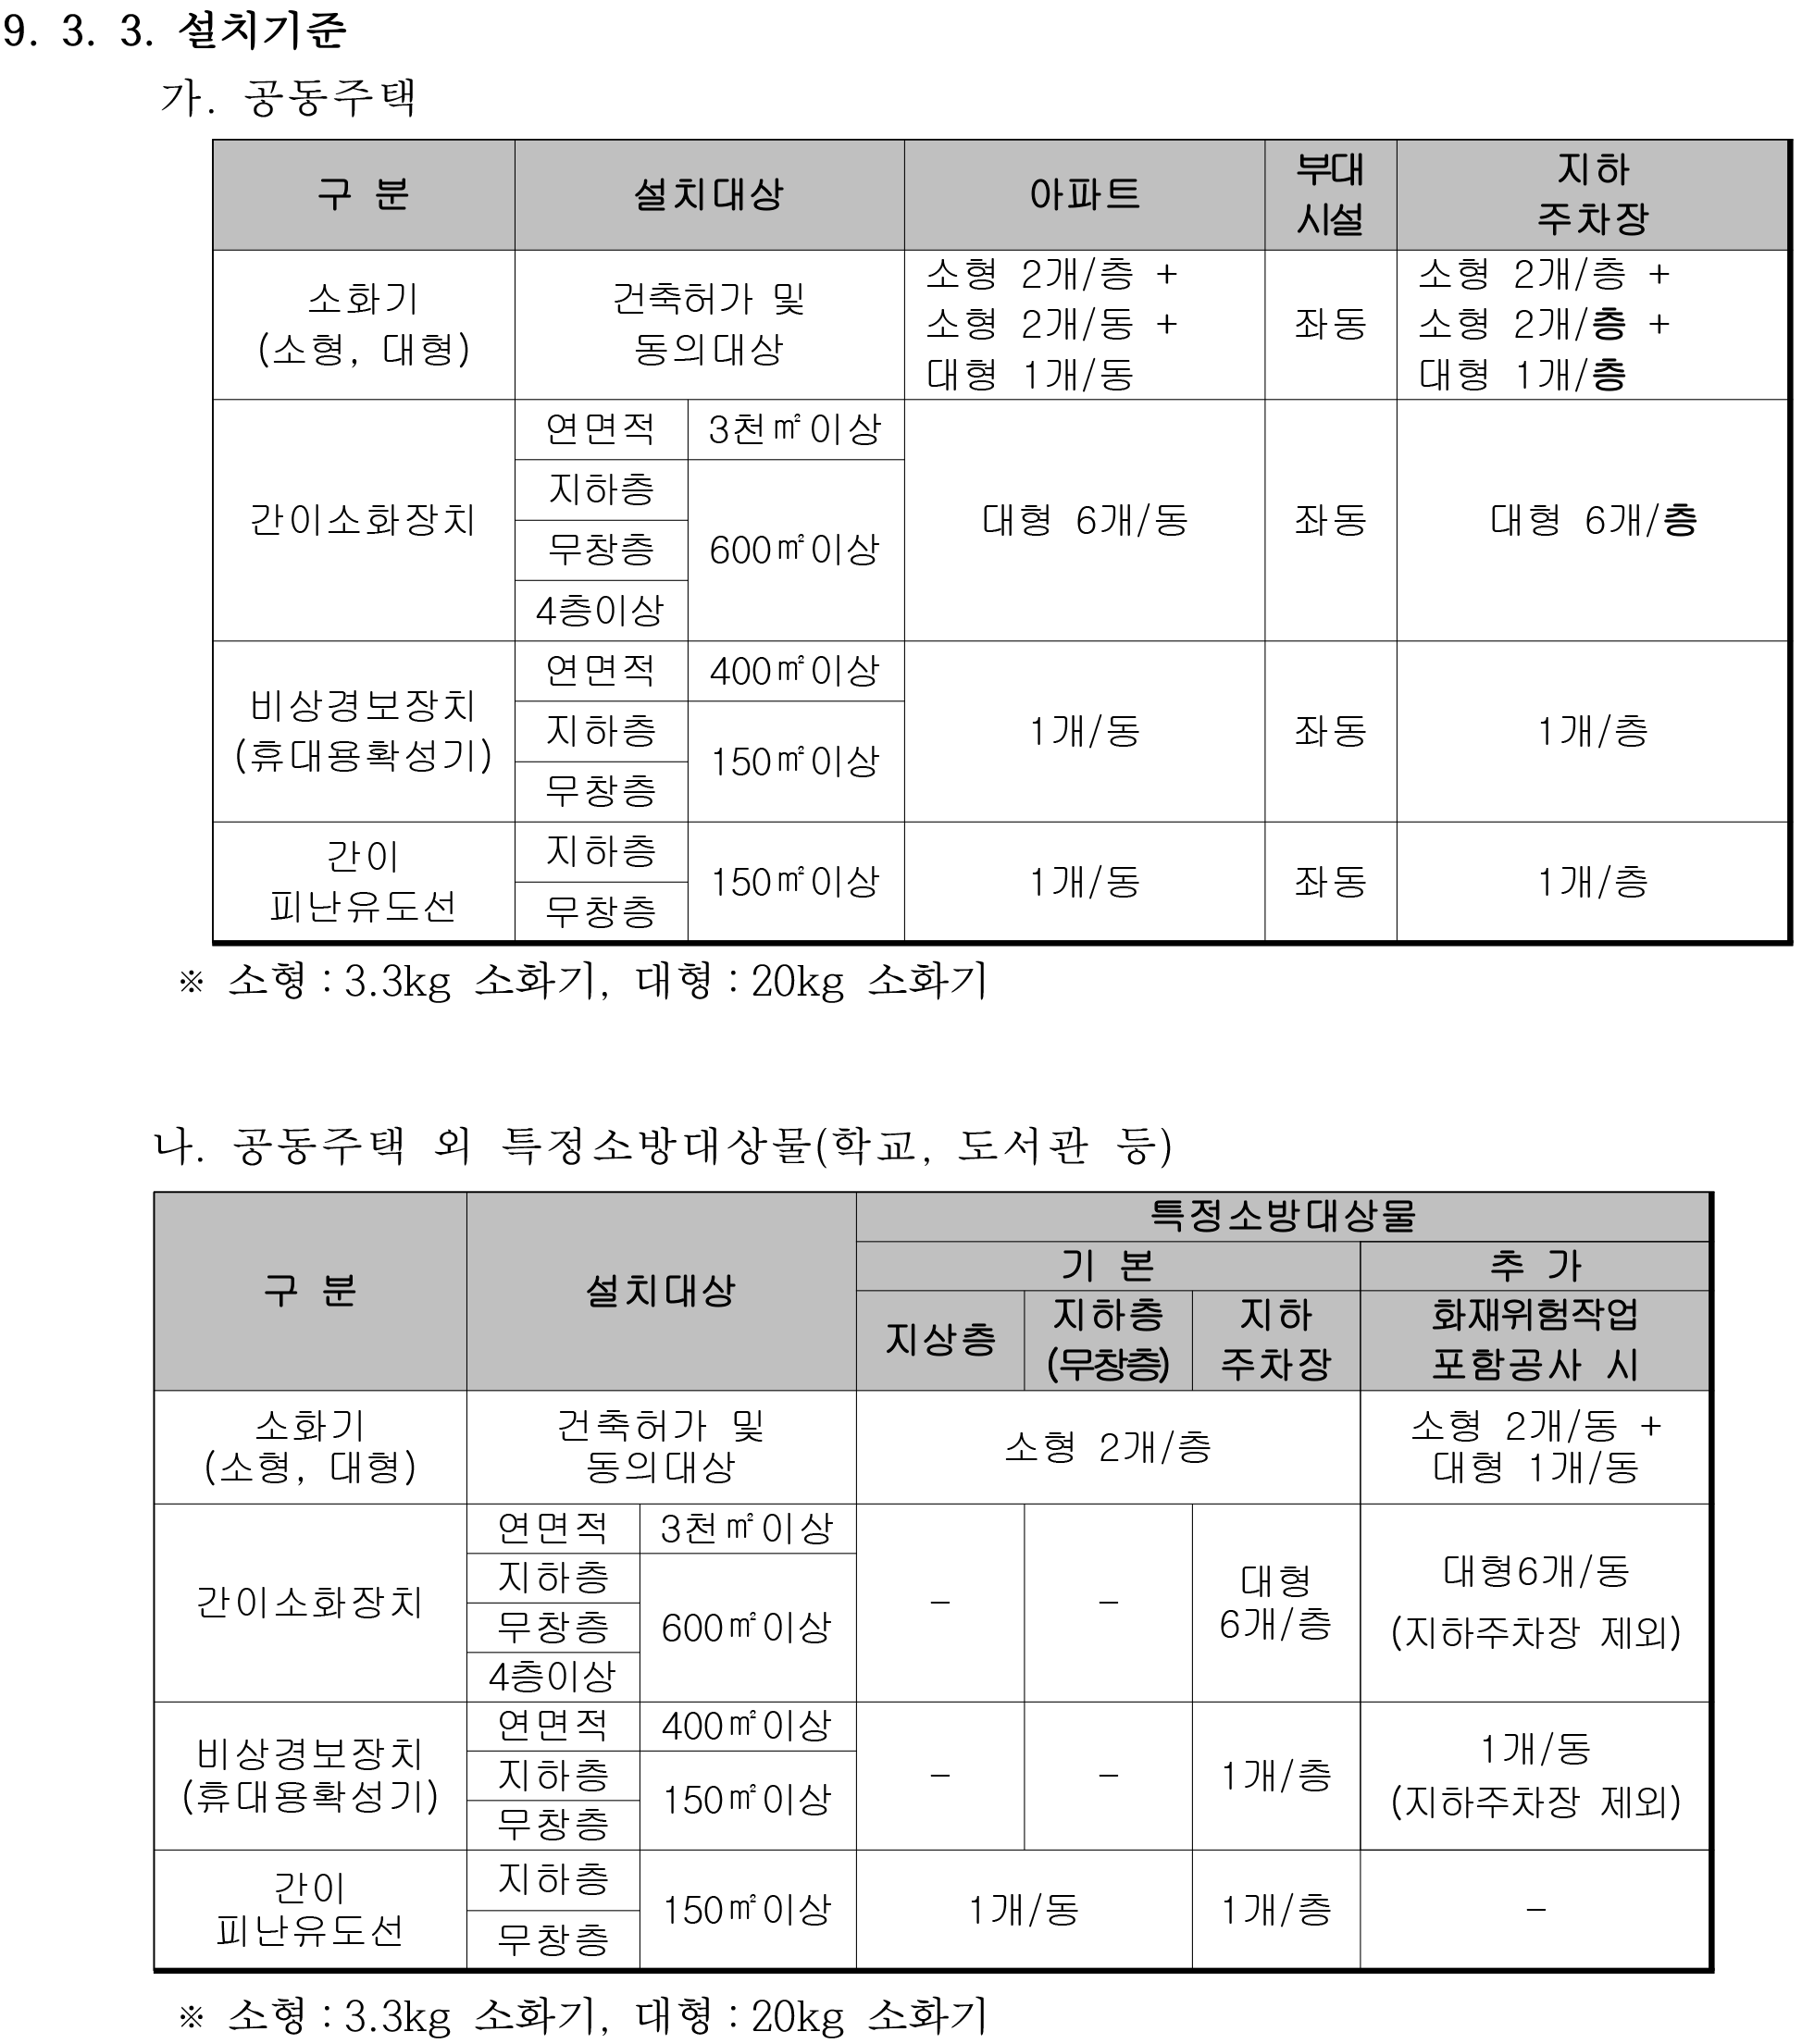 9. 3. 3. 설치기준
가. 공동주택
구 분 설치대상 아파트 부대 시설 지하 주차장
소화기 (소형, 대형) 건축허가 및 동의대상 소형 2개/층 + 소형 2개/동 + 대형 1개/동 좌동 소형 2개/층 + 소형 2개/층 + 대형 1개/층
간이소화장치 연면적 3천㎡이상 대형 6개/동 좌동 대형 6개/층
지하층 600㎡이상
무창층
4층이상
비상경보장치 (휴대용확성기) 연면적 400㎡이상 1개/동 좌동 1개/층
지하층 150㎡이상
무창층
간이 피난유도선 지하층 150㎡이상 1개/동 좌동 1개/층
무창층
※ 소형 : 3.3kg 소화기, 대형 : 20kg 소화기
나. 공동주택 외 특정소방대상물(학교, 도서관 등)
구 분 설치대상 특정소방대상물
기 본 추 가
지상층 지하층 (무창층) 지하 주차장 화재위험작업 포함공사 시
소화기 (소형, 대형) 건축허가 및 동의대상 소형 2개/층 소형 2개/동 + 대형 1개/동
간이소화장치 연면적 3천㎡이상 - - 대형 6개/층 대형6개/동 (지하주차장 제외)
지하층 600㎡이상
무창층
4층이상
비상경보장치 (휴대용확성기) 연면적 400㎡이상 - - 1개/층 1개/동 (지하주차장 제외)
지하층 150㎡이상
무창층
간이 피난유도선 지하층 150㎡이상 1개/동 1개/층 -
무창층
※ 소형 : 3.3kg 소화기, 대형 : 20kg 소화기